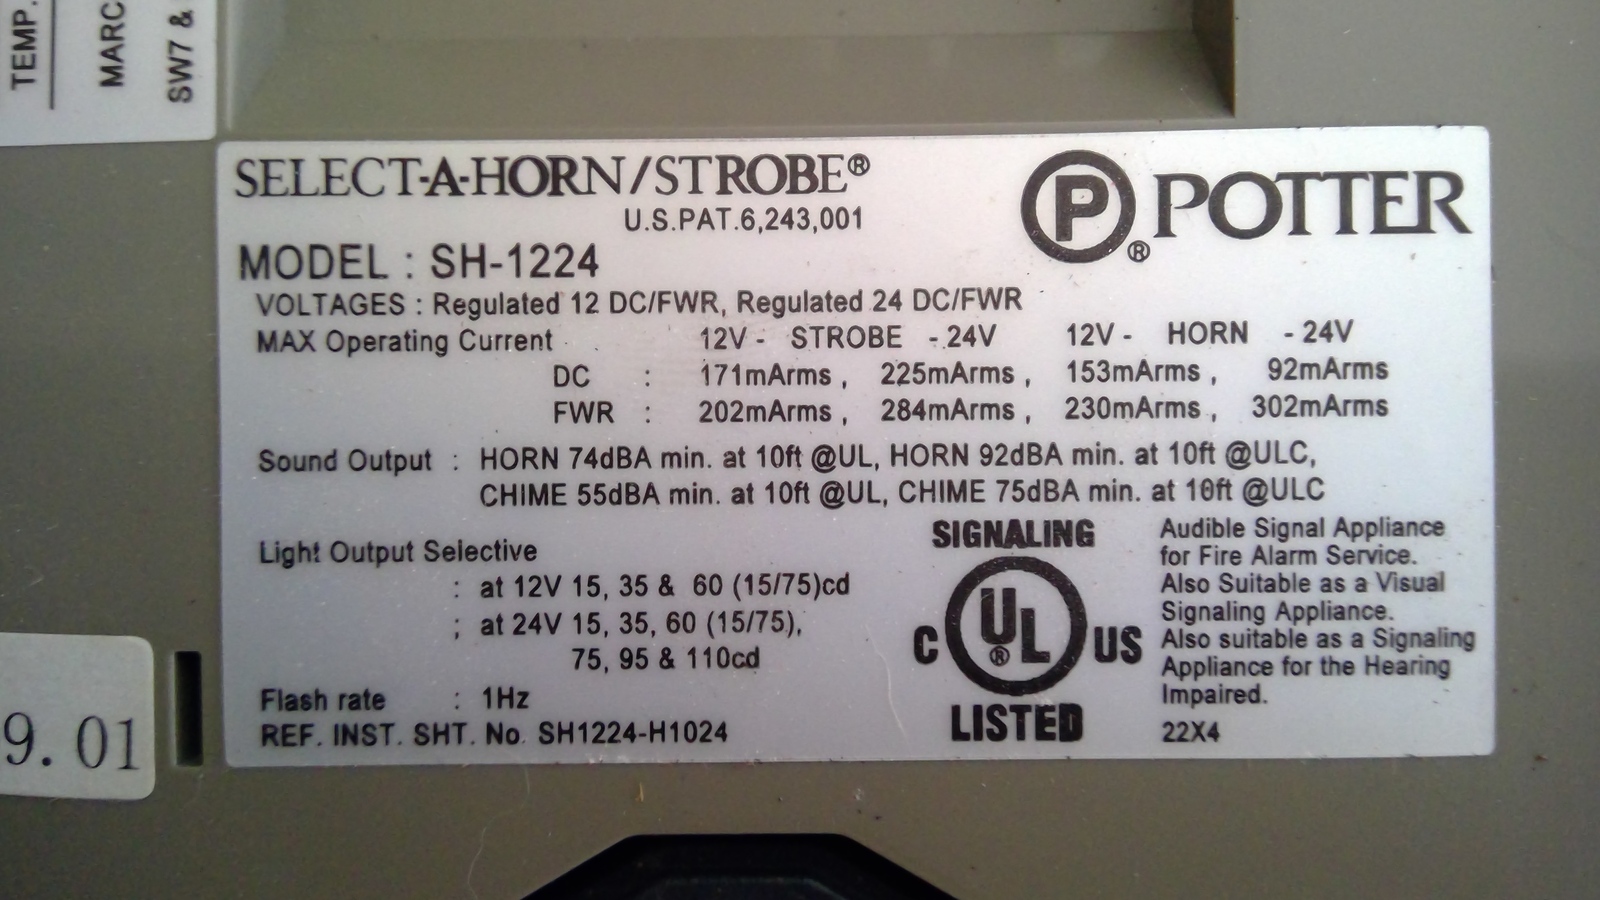 TEMP.
MARC
SW7 &
SELECT-A-HORN/STROBE®
U.S.PAT.6,243,001
P® POTTER
MODEL : SH-1224
VOLTAGES : Regulated 12 DC/FWR, Regulated 24 DC/FWR
MAX Operating Current 12V - STROBE - 24V 12V - HORN - 24V
DC : 171mArms , 225mArms , 153mArms , 92mArms
FWR : 202mArms , 284mArms , 230mArms , 302mArms
Sound Output : HORN 74dBA min. at 10ft @UL, HORN 92dBA min. at 10ft @ULC,
CHIME 55dBA min. at 10ft @UL, CHIME 75dBA min. at 10ft @ULC
Light Output Selective
: at 12V 15, 35 & 60 (15/75)cd
; at 24V 15, 35, 60 (15/75),
75, 95 & 110cd
Flash rate : 1Hz
REF. INST. SHT. No. SH1224-H1024
SIGNALING
C UL® US
LISTED
Audible Signal Appliance
for Fire Alarm Service.
Also Suitable as a Visual
Signaling Appliance.
Also suitable as a Signaling
Appliance for the Hearing
Impaired.
22X4
9.01